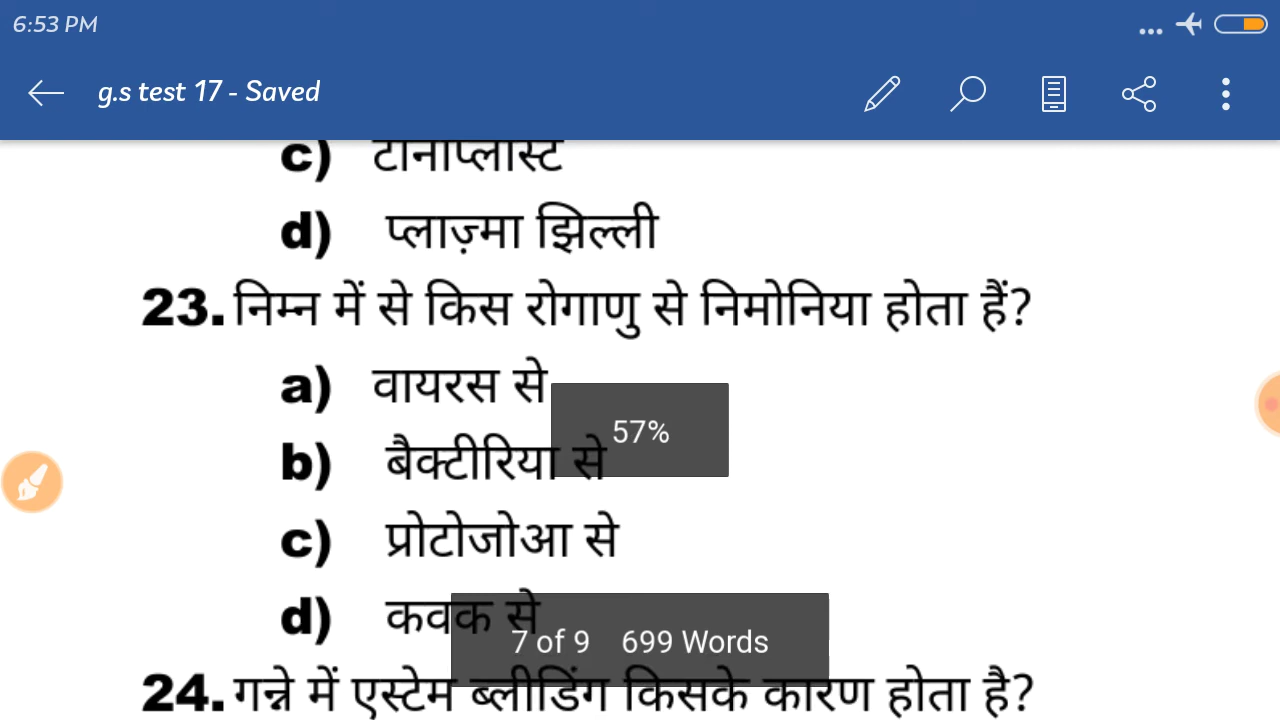 6:53 PM
g.s test 17 - Saved
c) टोनोप्लास्ट
d) प्लाज़्मा झिल्ली
23. निम्न में से किस रोगाणु से निमोनिया होता हैं?
a) वायरस से
57%
b) बैक्टीरिया से
c) प्रोटोजोआ से
d) कवक से
7 of 9 699 Words
24. गन्ने में एस्टेम ब्लीडिंग किसके कारण होता है?